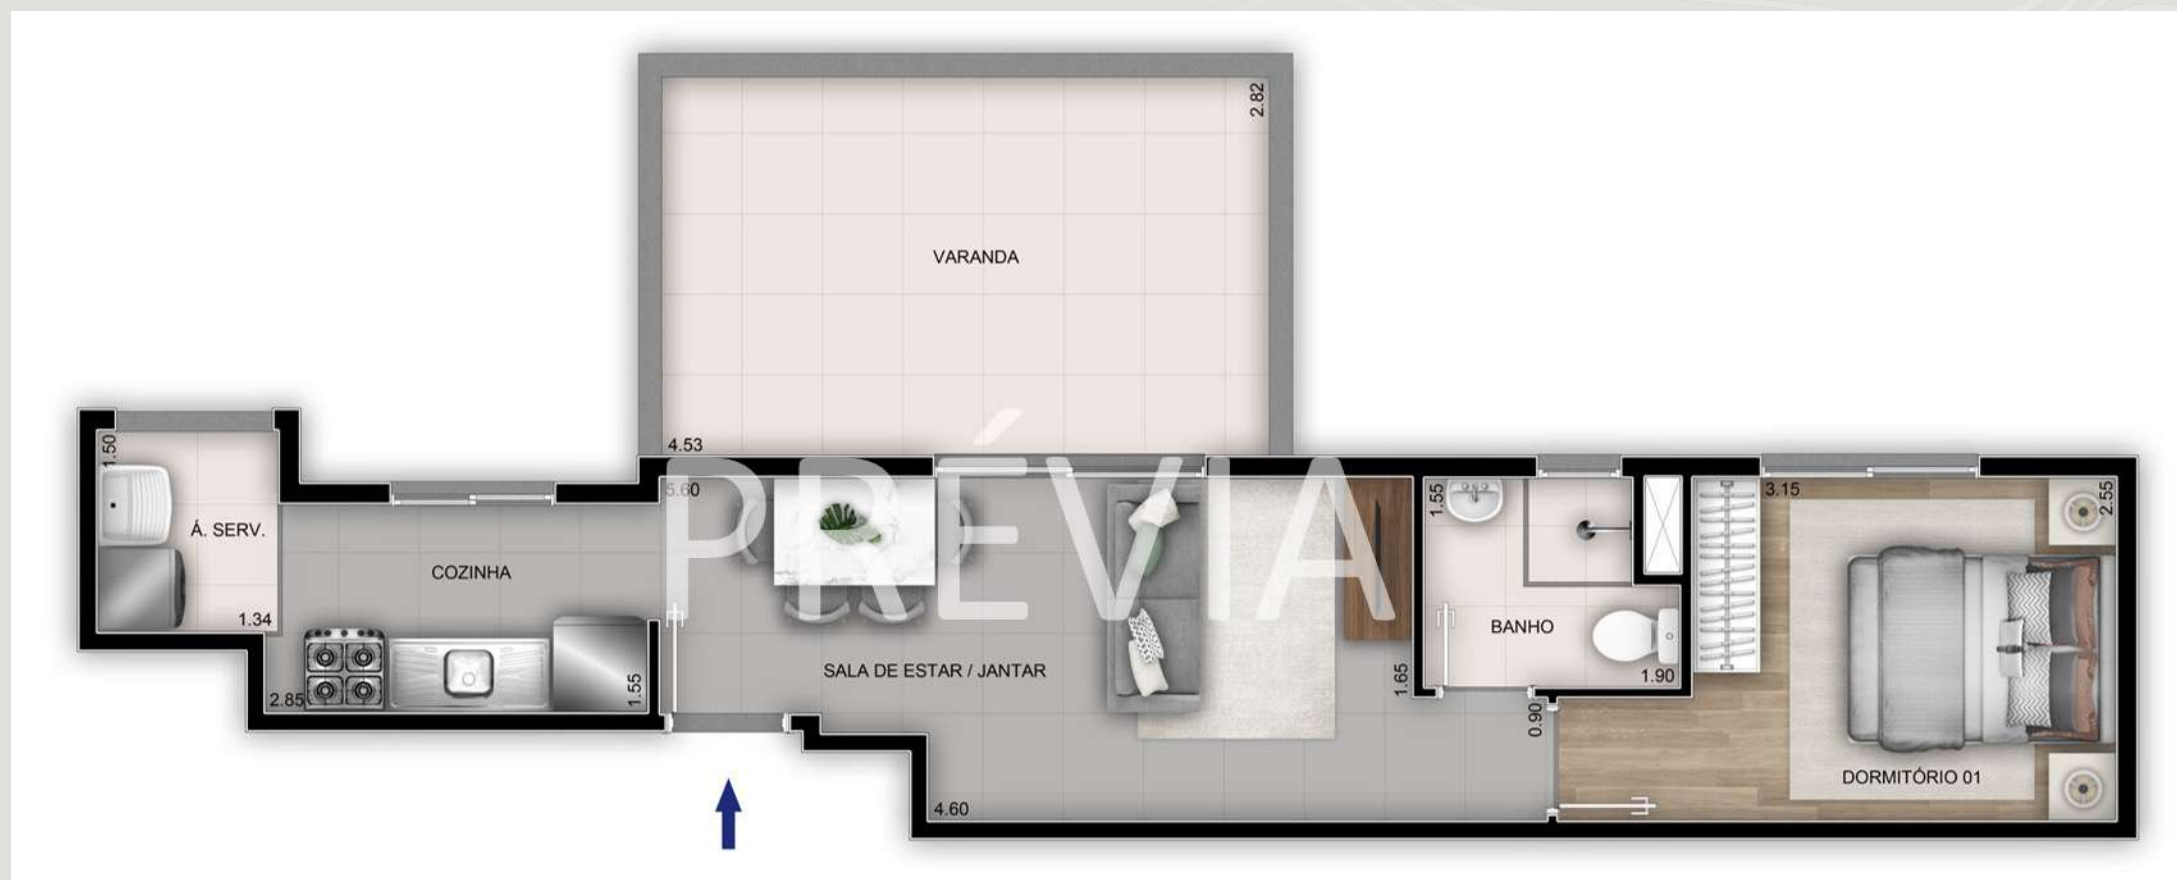 2.82
VARANDA
4.53
1.50
Á. SERV.
1.34
COZINHA
2.85
1.55
5.60
PRÉVIA
SALA DE ESTAR / JANTAR
1.65
4.60
1.55
BANHO
1.90
0.90
3.15
2.55
DORMITÓRIO 01